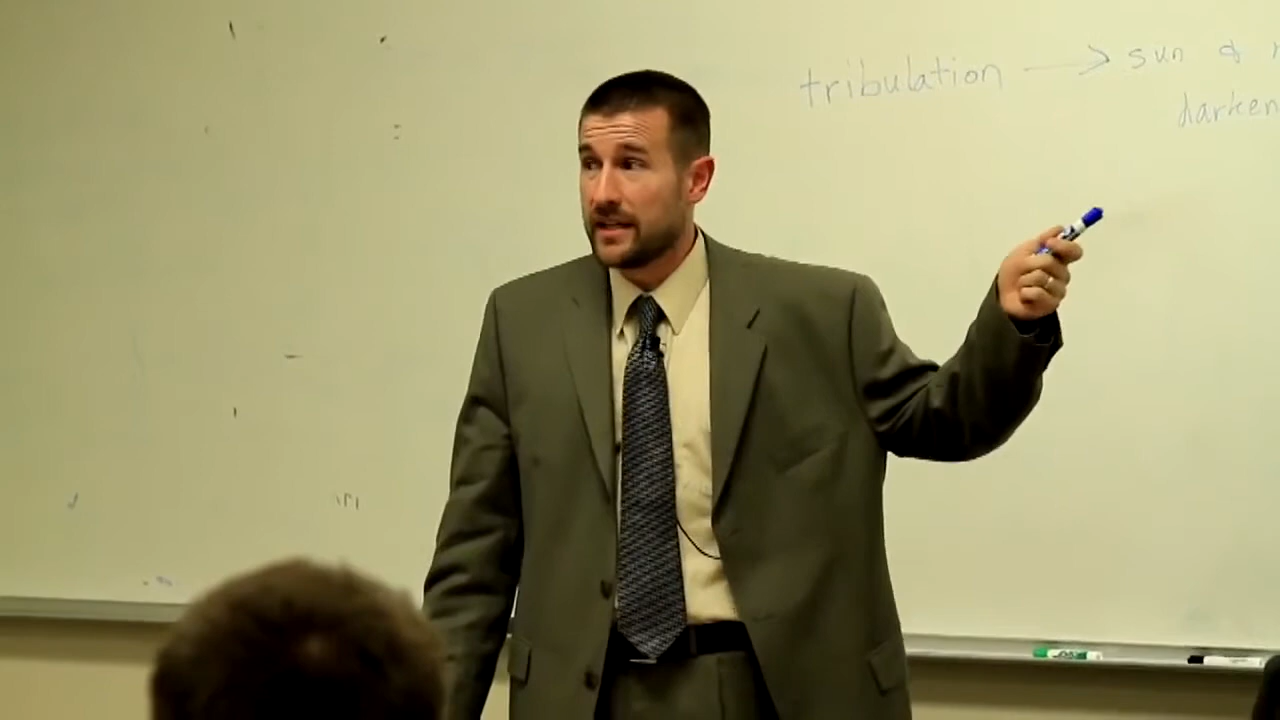 tribulation → sun &
darken